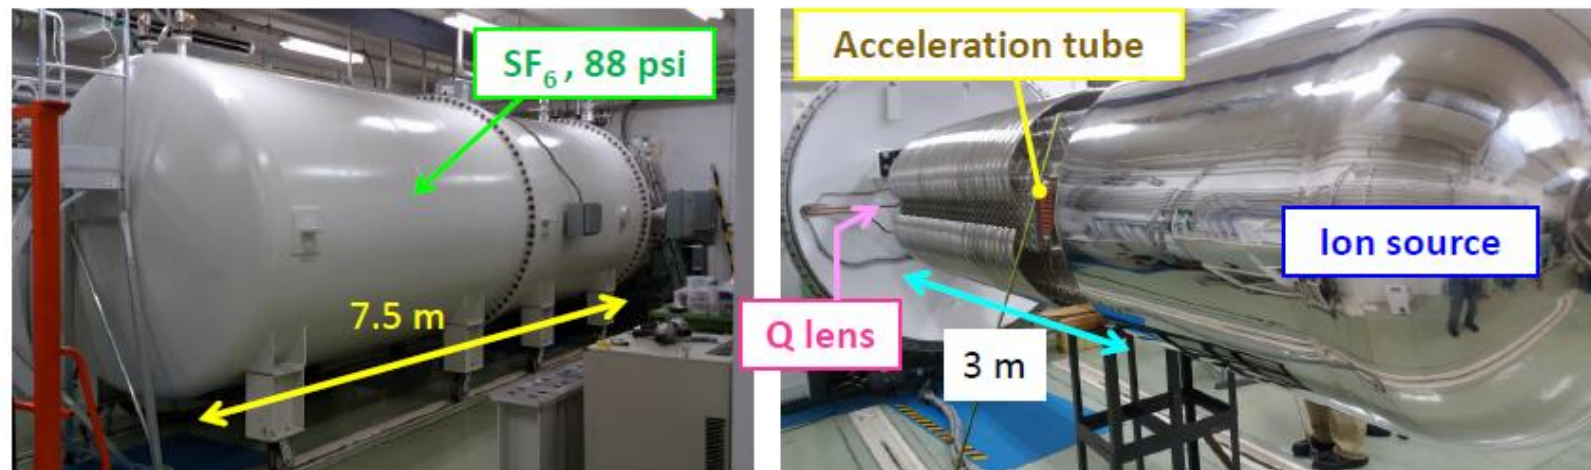 SF₆ , 88 psi
7.5 m
Acceleration tube
Ion source
Q lens
3 m